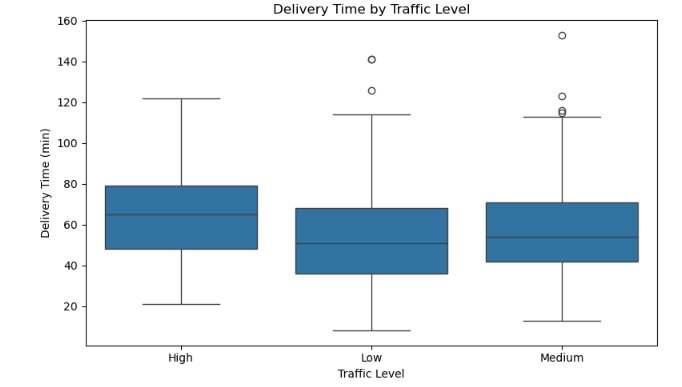 Delivery Time by Traffic Level
160
140
120
100
80
60
40
20
Delivery Time (min)
High Low Medium
Traffic Level